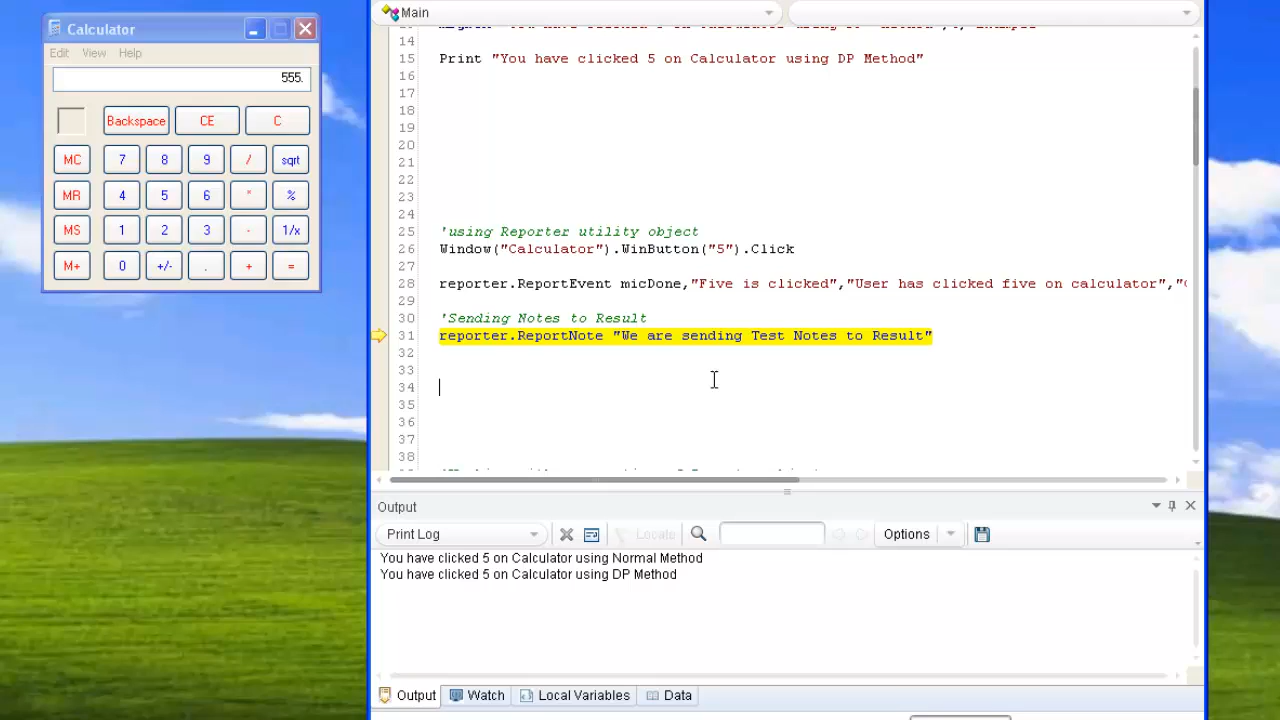 Calculator
Edit View Help
555.
Backspace CE C
MC 7 8 9 / sqrt
MR 4 5 6 * %
MS 1 2 3 - 1/x
M+ 0 +/- . + =
Main
14
15 Print "You have clicked 5 on Calculator using DP Method"
16
17
18
19
20
21
22
23
24
25 'using Reporter utility object
26 Window("Calculator").WinButton("5").Click
27
28 reporter.ReportEvent micDone,"Five is clicked","User has clicked five on calculator","
29
30 'Sending Notes to Result
31 reporter.ReportNote "We are sending Test Notes to Result"
32
33
34
35
36
37
38
Output
Print Log Locate Options
You have clicked 5 on Calculator using Normal Method
You have clicked 5 on Calculator using DP Method
Output Watch Local Variables Data